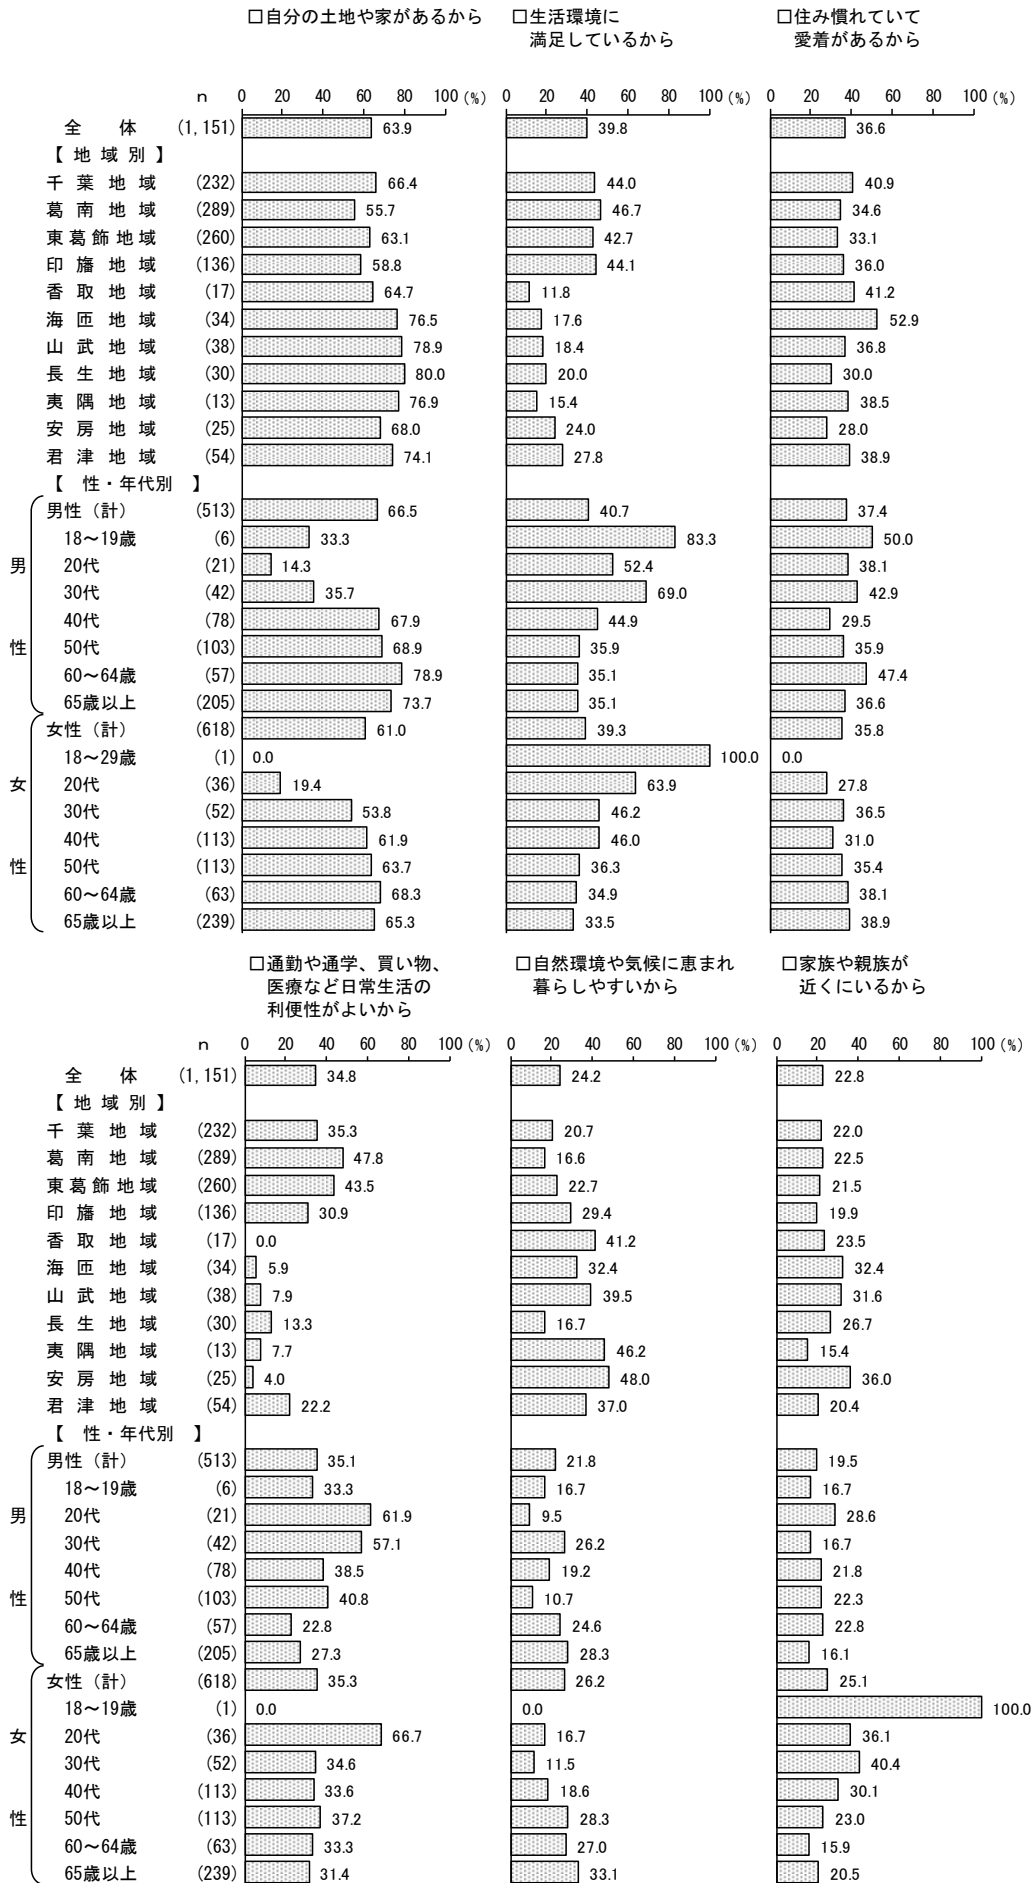 □自分の土地や家があるから □生活環境に 満足しているから □住み慣れていて 愛着があるから
n 0 20 40 60 80 100 (%) 0 20 40 60 80 100 (%) 0 20 40 60 80 100 (%)
全 体 (1,151) 63.9 39.8 36.6
【 地 域 別 】
千 葉 地 域 (232) 66.4 44.0 40.9
葛 南 地 域 (289) 55.7 46.7 34.6
東 葛 飾 地 域 (260) 63.1 42.7 33.1
印 旛 地 域 (136) 58.8 44.1 36.0
香 取 地 域 (17) 64.7 11.8 41.2
海 匝 地 域 (34) 76.5 17.6 52.9
山 武 地 域 (38) 78.9 18.4 36.8
長 生 地 域 (30) 80.0 20.0 30.0
夷 隅 地 域 (13) 76.9 15.4 38.5
安 房 地 域 (25) 68.0 24.0 28.0
君 津 地 域 (54) 74.1 27.8 38.9
【 性・年代別 】
男性（計） (513) 66.5 40.7 37.4
18～19歳 (6) 33.3 83.3 50.0
男 20代 (21) 14.3 52.4 38.1
30代 (42) 35.7 69.0 42.9
40代 (78) 67.9 44.9 29.5
性 50代 (103) 68.9 35.9 35.9
60～64歳 (57) 78.9 35.1 47.4
65歳以上 (205) 73.7 35.1 36.6
女性（計） (618) 61.0 39.3 35.8
18～29歳 (1) 0.0 100.0 0.0
女 20代 (36) 19.4 63.9 27.8
30代 (52) 53.8 46.2 36.5
40代 (113) 61.9 46.0 31.0
性 50代 (113) 63.7 36.3 35.4
60～64歳 (63) 68.3 34.9 38.1
65歳以上 (239) 65.3 33.5 38.9
□通勤や通学、買い物、 医療など日常生活の 利便性がよいから □自然環境や気候に恵まれ 暮らしやすいから □家族や親族が 近くにいるから
n 0 20 40 60 80 100 (%) 0 20 40 60 80 100 (%) 0 20 40 60 80 100 (%)
全 体 (1,151) 34.8 24.2 22.8
【 地 域 別 】
千 葉 地 域 (232) 35.3 20.7 22.0
葛 南 地 域 (289) 47.8 16.6 22.5
東 葛 飾 地 域 (260) 43.5 22.7 21.5
印 旛 地 域 (136) 30.9 29.4 19.9
香 取 地 域 (17) 0.0 41.2 23.5
海 匝 地 域 (34) 5.9 32.4 32.4
山 武 地 域 (38) 7.9 39.5 31.6
長 生 地 域 (30) 13.3 16.7 26.7
夷 隅 地 域 (13) 7.7 46.2 15.4
安 房 地 域 (25) 4.0 48.0 36.0
君 津 地 域 (54) 22.2 37.0 20.4
【 性・年代別 】
男性（計） (513) 35.1 21.8 19.5
18～19歳 (6) 33.3 16.7 16.7
男 20代 (21) 61.9 9.5 28.6
30代 (42) 57.1 26.2 16.7
40代 (78) 38.5 19.2 21.8
性 50代 (103) 40.8 10.7 22.3
60～64歳 (57) 22.8 24.6 22.8
65歳以上 (205) 27.3 28.3 16.1
女性（計） (618) 35.3 26.2 25.1
18～19歳 (1) 0.0 0.0 100.0
女 20代 (36) 66.7 16.7 36.1
30代 (52) 34.6 11.5 40.4
40代 (113) 33.6 18.6 30.1
性 50代 (113) 37.2 28.3 23.0
60～64歳 (63) 33.3 27.0 15.9
65歳以上 (239) 31.4 33.1 20.5